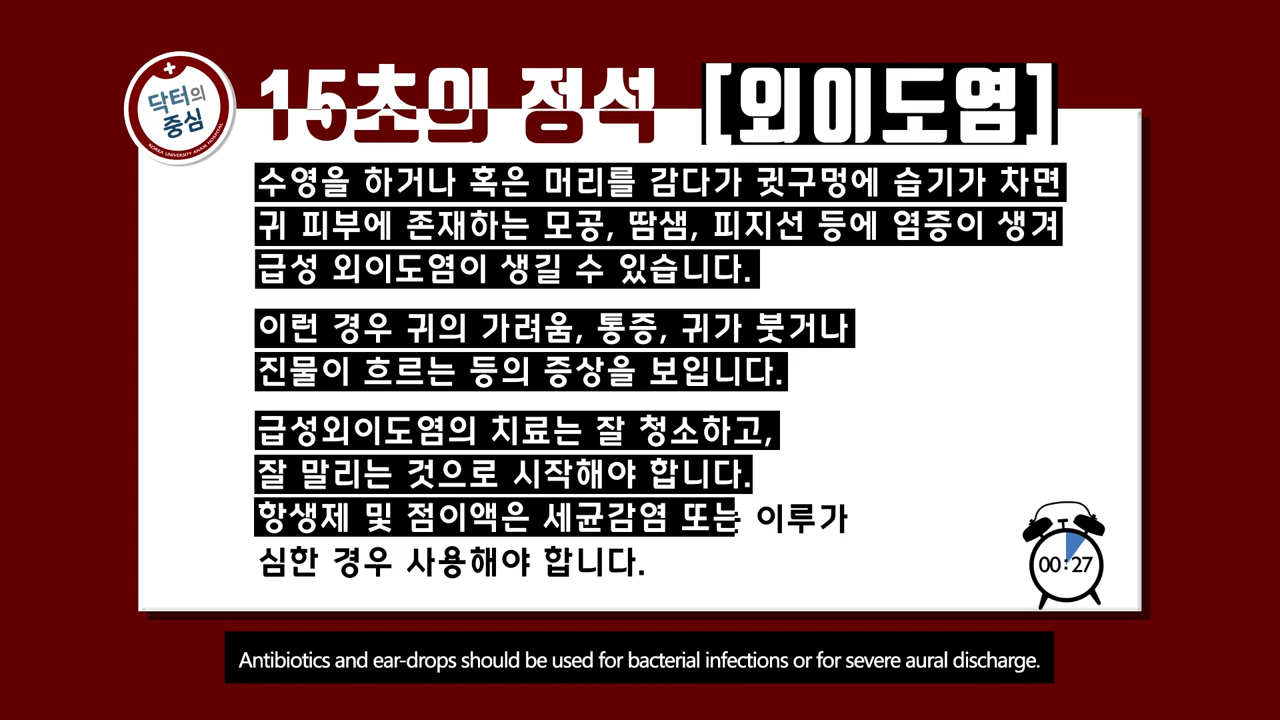 닥터의
중심
KOREA UNIVERSITY ANAM HOSPITAL
15초의 정석 [외이도염]
수영을 하거나 혹은 머리를 감다가 귓구멍에 습기가 차면
귀 피부에 존재하는 모공, 땀샘, 피지선 등에 염증이 생겨
급성 외이도염이 생길 수 있습니다.
이런 경우 귀의 가려움, 통증, 귀가 붓거나
진물이 흐르는 등의 증상을 보입니다.
급성외이도염의 치료는 잘 청소하고,
잘 말리는 것으로 시작해야 합니다.
항생제 및 점이액은 세균감염 또는 이루가
심한 경우 사용해야 합니다.
00:27
Antibiotics and ear-drops should be used for bacterial infections or for severe aural discharge.